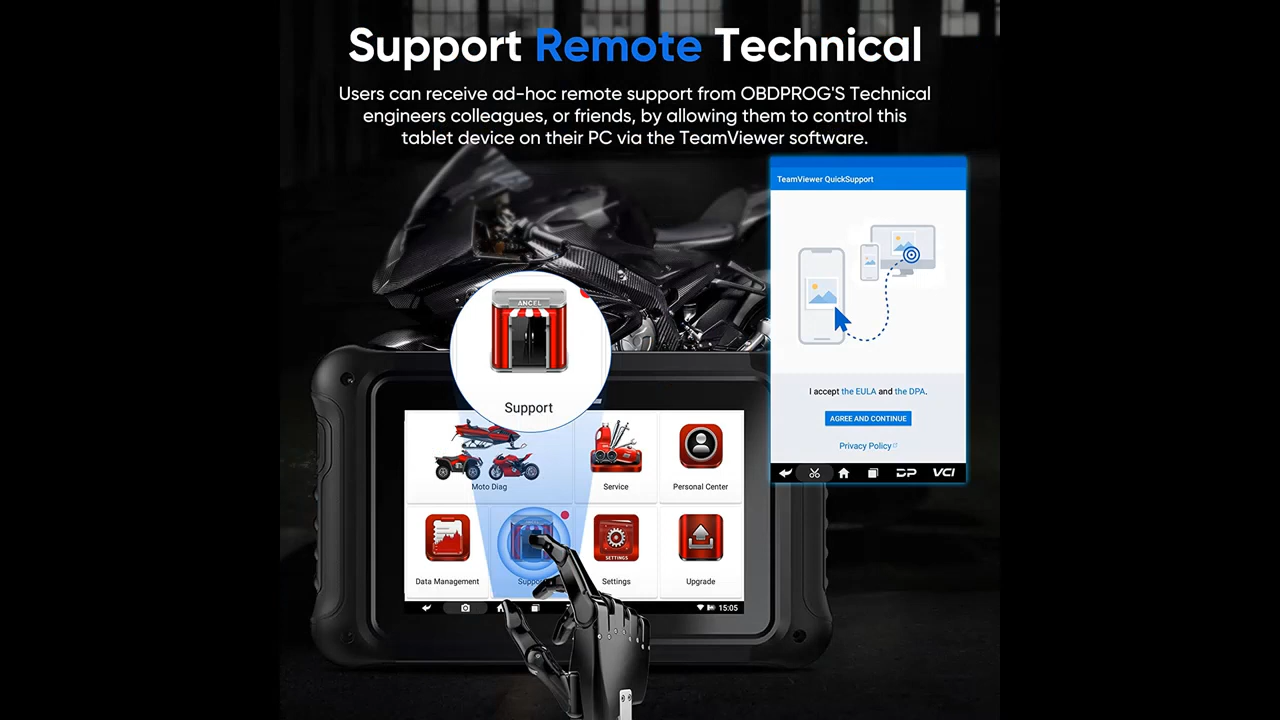 Support Remote Technical
Users can receive ad-hoc remote support from OBDPROG'S Technical
engineers colleagues, or friends, by allowing them to control this
tablet device on their PC via the TeamViewer software.
TeamViewer QuickSupport
I accept the EULA and the DPA.
AGREE AND CONTINUE
Privacy Policy
DP VCI
ANCEL
Support
Moto Diag
Service
Personal Center
Data Management
Support
SETTINGS
Settings
Upgrade
15:05